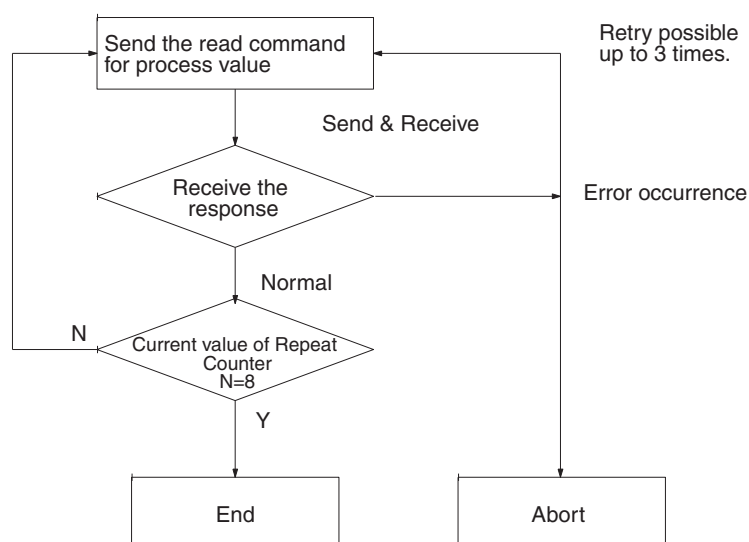 Send the read command
for process value
Retry possible
up to 3 times.
Send & Receive
Receive the
response
Error occurrence
Normal
N
Current value of Repeat
Counter
N=8
Y
End
Abort